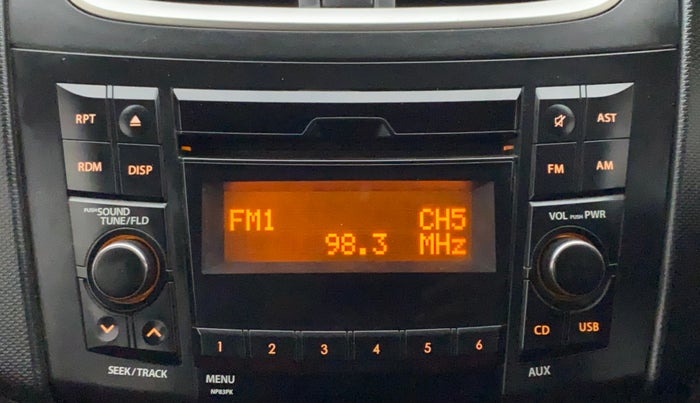 RPT
AST
RDM
DISP
FM
AM
PUSH SOUND
TUNE/FLD
VOL PUSH PWR
FM1 CH5
98.3 MHz
CD
USB
1 2 3 4 5 6
SEEK/TRACK
MENU
AUX
NP83PK